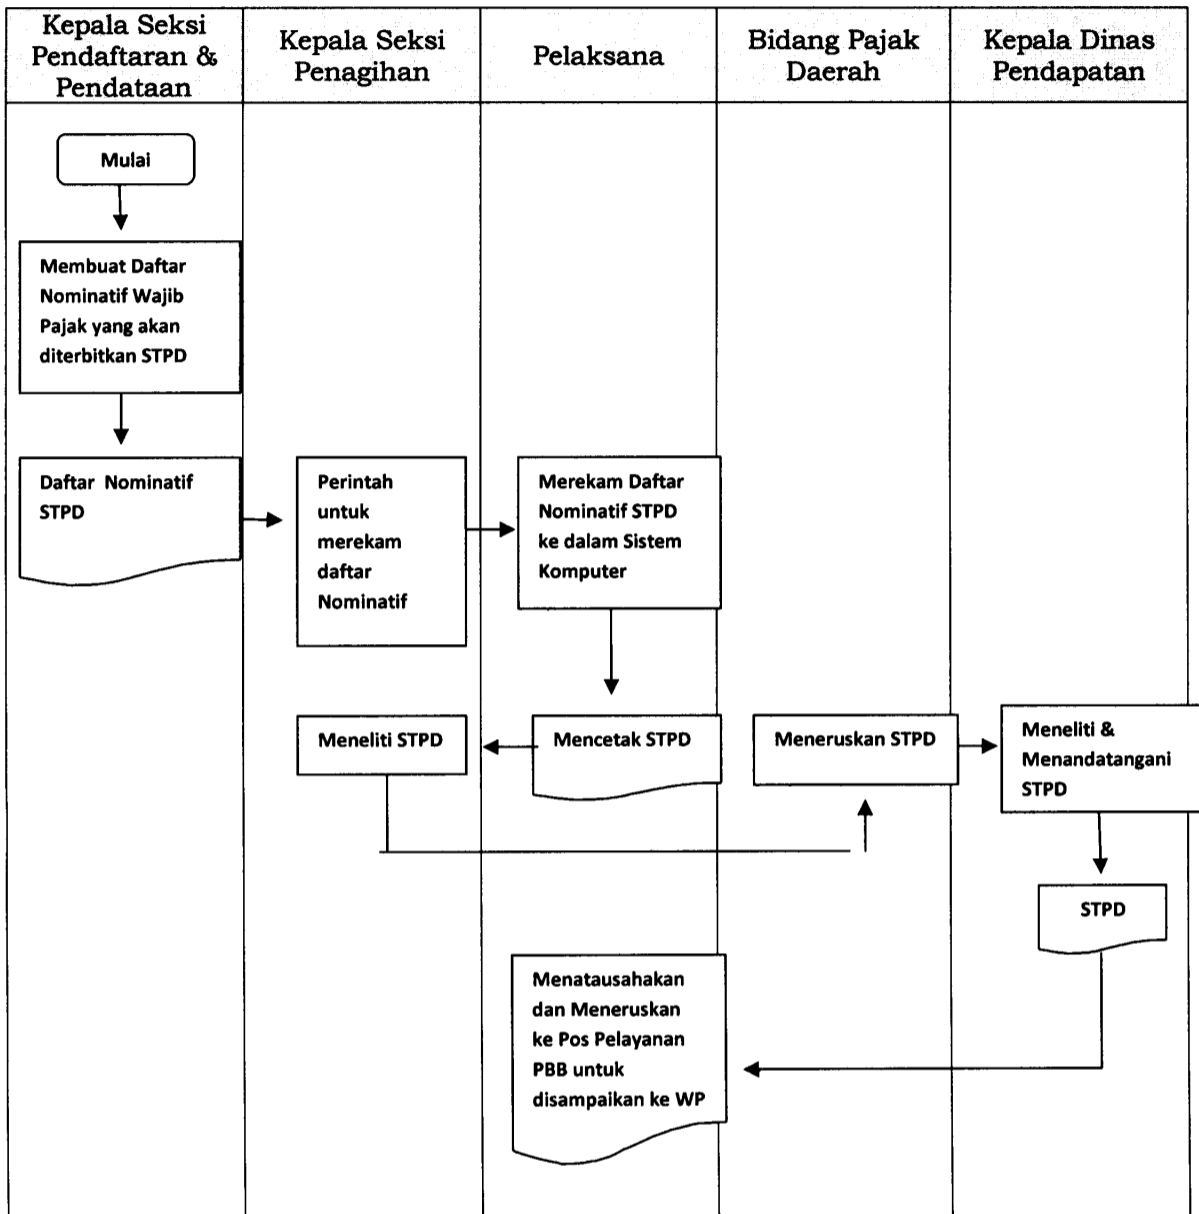 Kepala Seksi
Pendaftaran &
Pendataan
Kepala Seksi
Penagihan
Pelaksana
Bidang Pajak
Daerah
Kepala Dinas
Pendapatan
Mulai
Membuat Daftar
Nominatif Wajib
Pajak yang akan
diterbitkan STPD
Daftar Nominatif
STPD
Perintah
untuk
merekam
daftar
Nominatif
Merekam Daftar
Nominatif STPD
ke dalam Sistem
Komputer
Meneliti STPD
Mencetak STPD
Meneruskan STPD
Meneliti &
Menandatangani
STPD
STPD
Menatausahakan
dan Meneruskan
ke Pos Pelayanan
PBB untuk
disampaikan ke WP